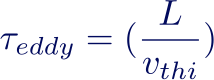 τ_{eddy} = (\frac{L}{v_{thi}})